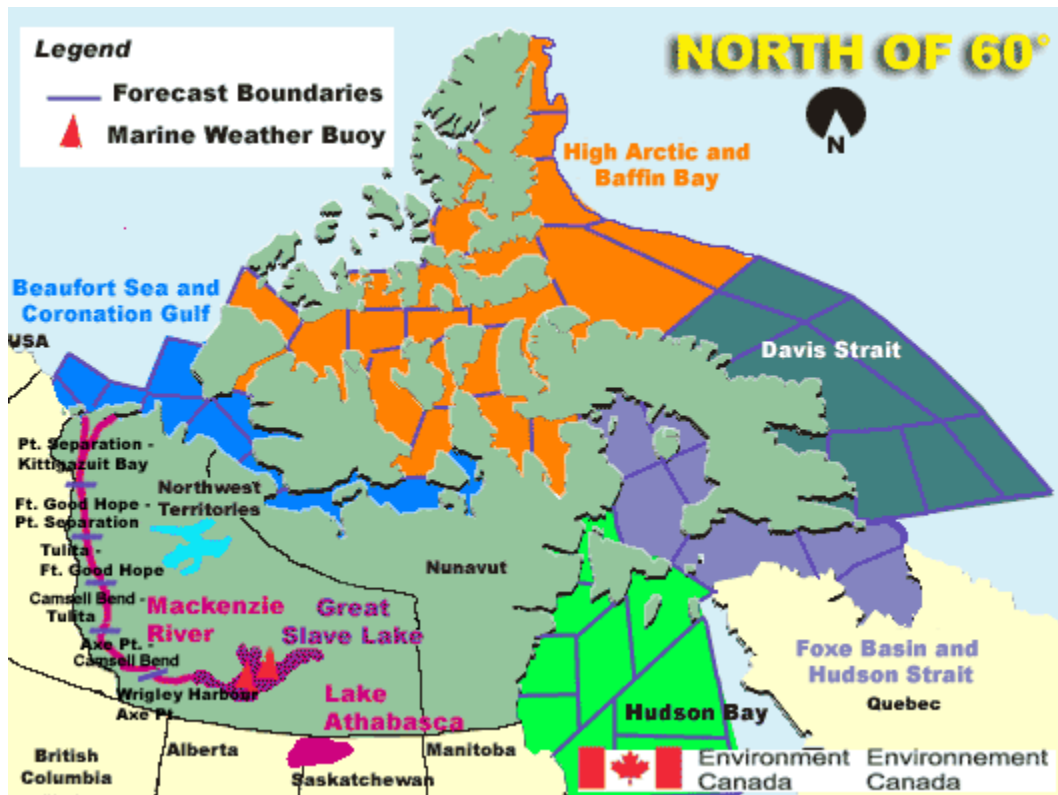 Legend
Forecast Boundaries
Marine Weather Buoy
NORTH OF 60°
N
High Arctic and
Baffin Bay
Beaufort Sea and
Coronation Gulf
USA
Davis Strait
Pt. Separation -
Kittigazuit Bay
Ft. Good Hope -
Pt. Separation
Northwest
Territories
Tulita -
Ft. Good Hope
Nunavut
Camsell Bend -
Tulita
Mackenzie
River
Great
Slave Lake
Axe Pt. -
Camsell Bend
Foxe Basin and
Hudson Strait
Wrigley Harbour
Axe Pt.
Lake
Athabasca
Quebec
Hudson Bay
British
Columbia
Alberta
Manitoba
Saskatchewan
Environment
Canada
Environnement
Canada